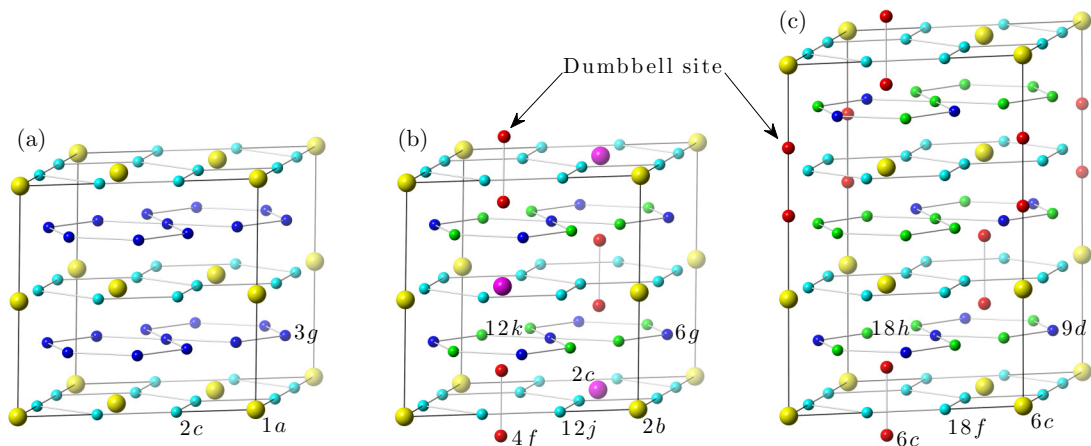 (c)
Dumbbell site
(a)
(b)
3g
12k
6g
18h
9d
2c
2c
1a
4f
12j
2b
6c
18f
6c